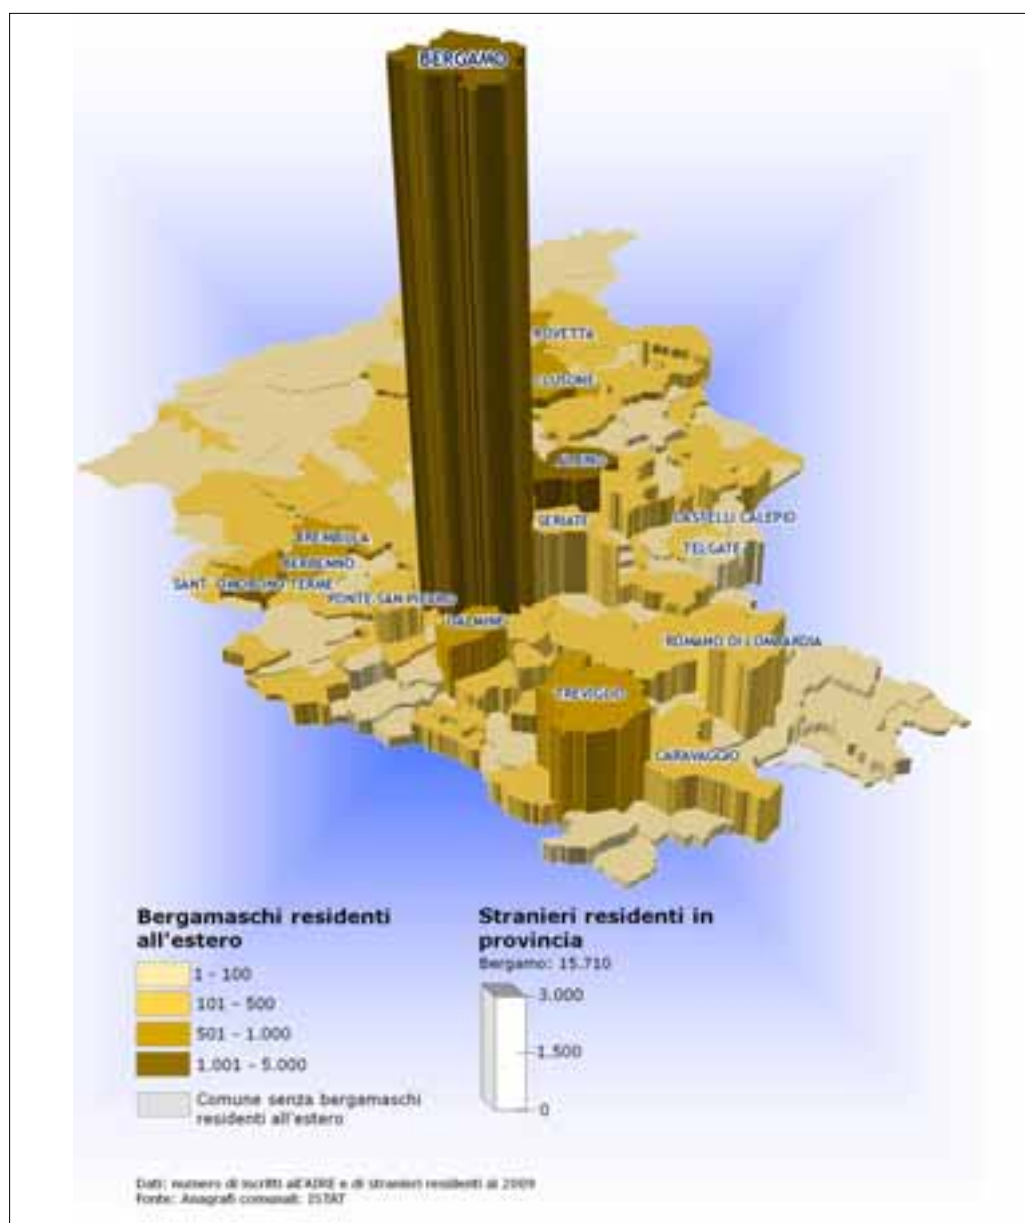 BERGAMO
ROVETTA
CLUSONE
ALBINO
SERIATE
CASTELLI CALEPIO
TELGATE
BREMBILLA
BERBENNO
SANT' OMOBONO TERME
PONTE SAN PIETRO
DALMINE
ROMANO DI LOMBARDIA
TREVIGLIO
CARAVAGGIO
Bergamaschi residenti
all'estero
1 - 100
101 - 500
501 - 1.000
1.001 - 5.000
Comune senza bergamaschi
residenti all'estero
Stranieri residenti in
provincia
Bergamo: 15.710
3.000
1.500
0
Dati: numero di iscritti all'AIRE e di stranieri residenti al 2009
Fonte: Anagrafi comunali; ISTAT